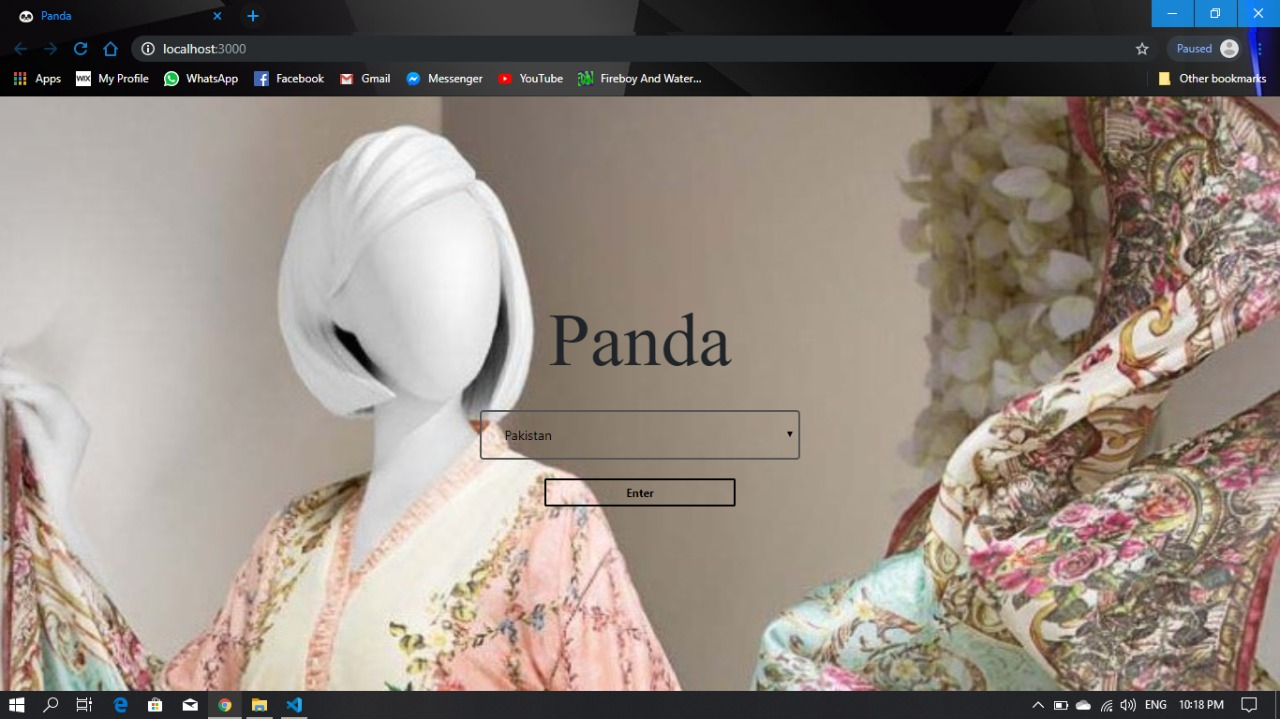 Panda
localhost:3000
Paused
Apps
WIX My Profile
WhatsApp
Facebook
Gmail
Messenger
YouTube
Fireboy And Water...
Other bookmarks
Panda
Pakistan
Enter
ENG
10:18 PM